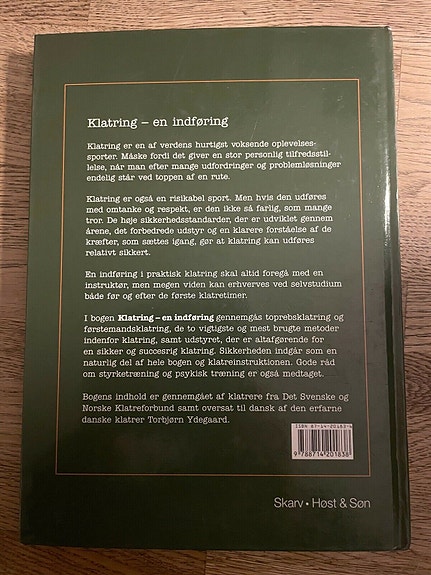 Klatring – en indføring
Klatring er en af verdens hurtigst voksende oplevelses-
sporter. Måske fordi det giver en stor personlig tilfredsstil-
lelse, når man efter mange udfordringer og problemløsninger
endelig står ved toppen af en rute.
Klatring er også en risikabel sport. Men hvis den udføres
med omtanke og respekt, er den ikke så farlig, som mange
tror. De høje sikkerhedsstandarder, der er udviklet gennem
årene, det forbedrede udstyr og en klarere forståelse af de
kræfter, som sættes igang, gør at klatring kan udføres
relativt sikkert.
En indføring i praktisk klatring skal altid foregå med en
instruktør, men megen viden kan erhverves ved selvstudium
både før og efter de første klatretimer.
I bogen Klatring – en indføring gennemgås toprebsklatring og
førstemandsklatring, de to vigtigste og mest brugte metoder
indenfor klatring, samt udstyret, der er altafgørende for
en sikker og succesrig klatring. Sikkerheden indgår som en
naturlig del af hele bogen og klatreinstruktionen. Gode råd
om styrketræning og psykisk træning er også medtaget.
Bogens indhold er gennemgået af klatrere fra Det Svenske og
Norske Klatreforbund samt oversat til dansk af den erfarne
danske klatrer Torbjørn Ydegaard.
ISBN 87-14-20183-4
9 788714 201838
Skarv • Høst & Søn